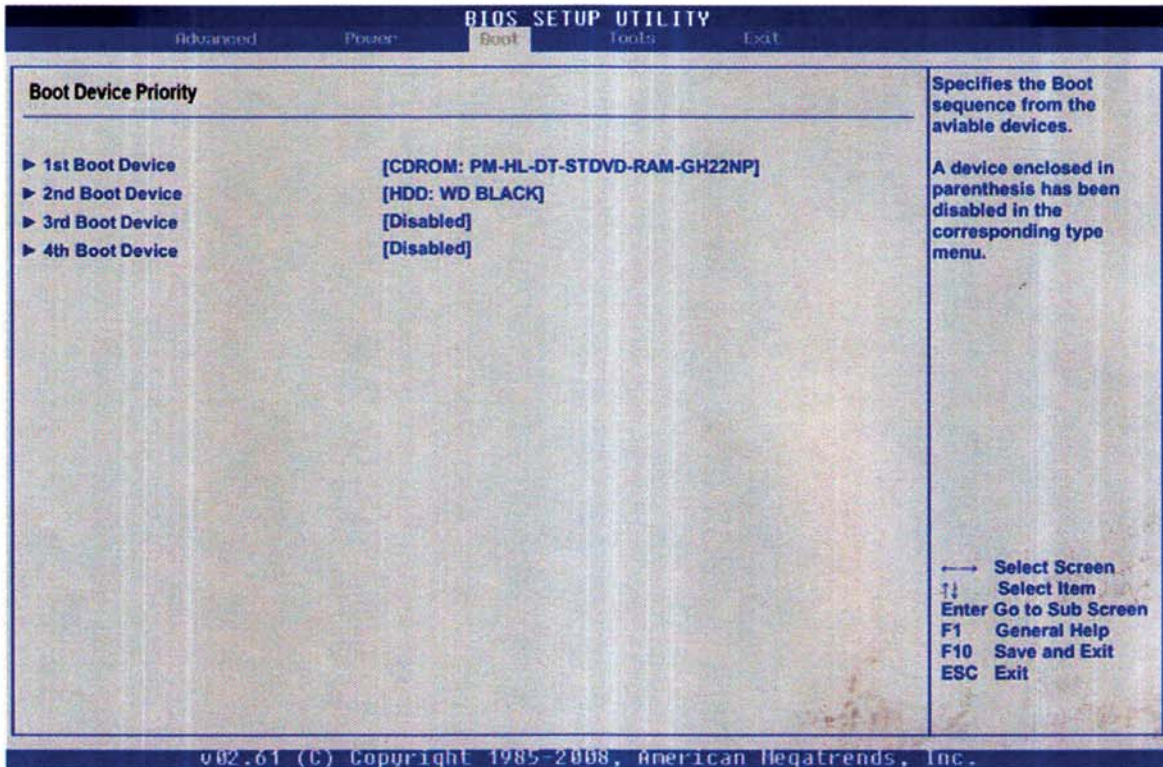 BIOS SETUP UTILITY
Advanced Power Boot Tools Exit
Boot Device Priority
▶ 1st Boot Device [CDROM: PM-HL-DT-STDVD-RAM-GH22NP]
▶ 2nd Boot Device [HDD: WD BLACK]
▶ 3rd Boot Device [Disabled]
▶ 4th Boot Device [Disabled]
Specifies the Boot
sequence from the
aviable devices.
A device enclosed in
parenthesis has been
disabled in the
corresponding type
menu.
←→ Select Screen
↑↓ Select Item
Enter Go to Sub Screen
F1 General Help
F10 Save and Exit
ESC Exit
v02.61 (C) Copyright 1985-2008, American Megatrends, Inc.